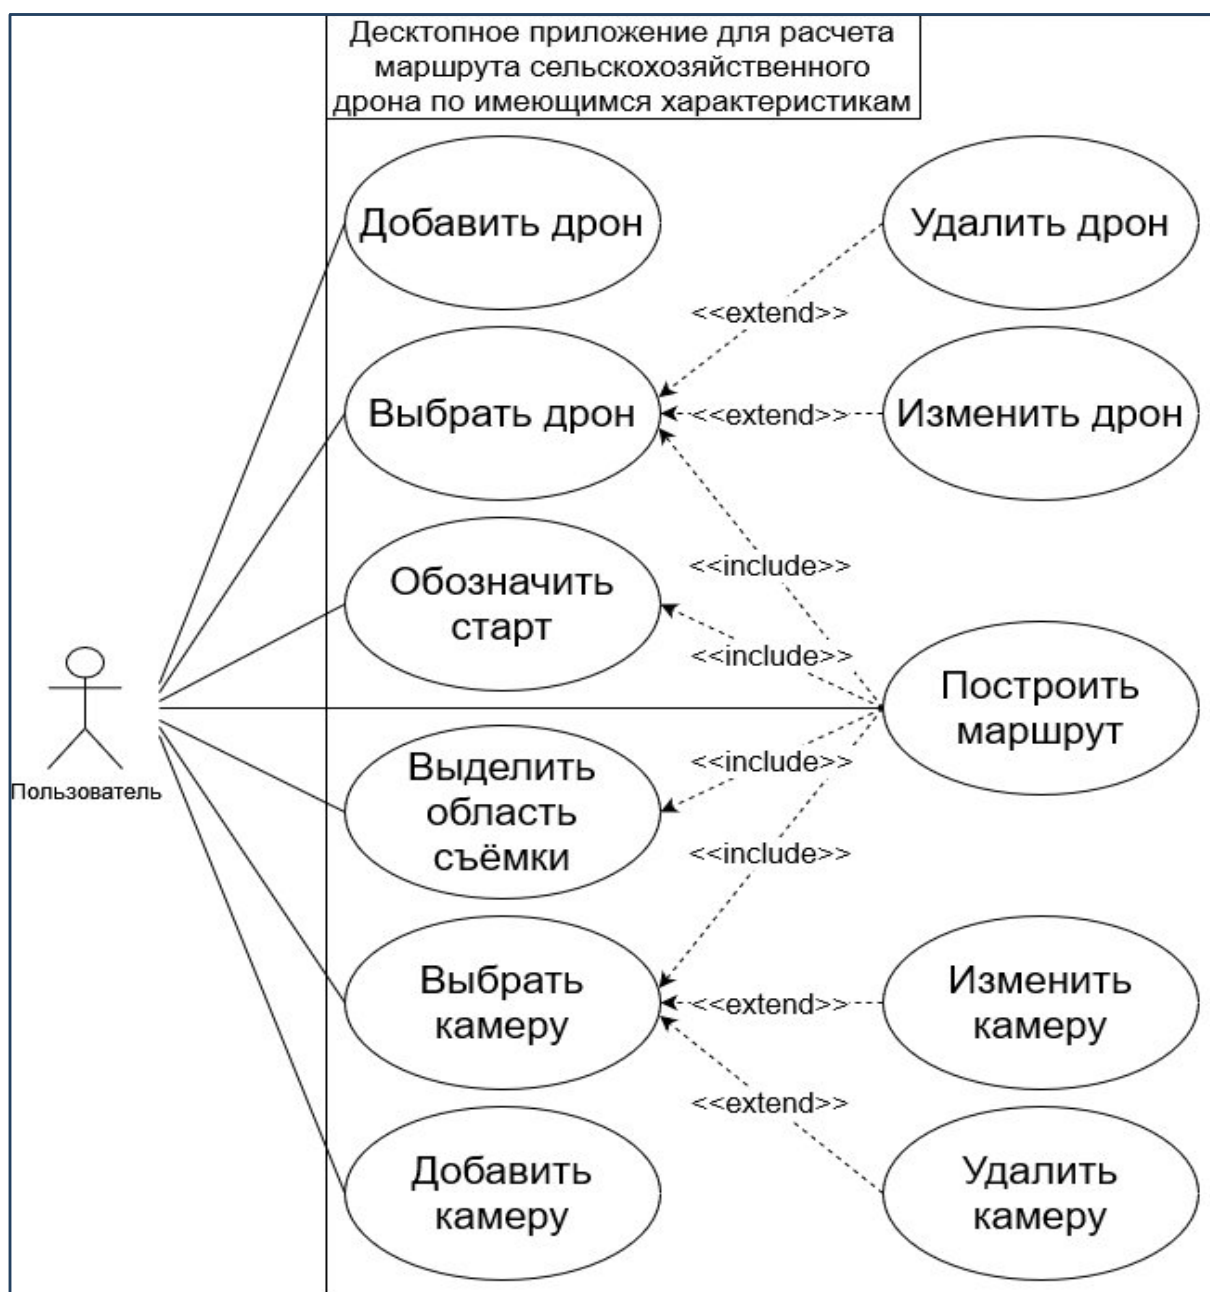 Десктопное приложение для расчета
маршрута сельскохозяйственного
дрона по имеющимся характеристикам
Добавить дрон
Удалить дрон
<<extend>>
Выбрать дрон
<<extend>>
Изменить дрон
<<include>>
Обозначить
старт
<<include>>
Построить
маршрут
Пользователь
<<include>>
Выделить
область
съёмки
<<include>>
Выбрать
камеру
<<extend>>
Изменить
камеру
<<extend>>
Добавить
камеру
Удалить
камеру